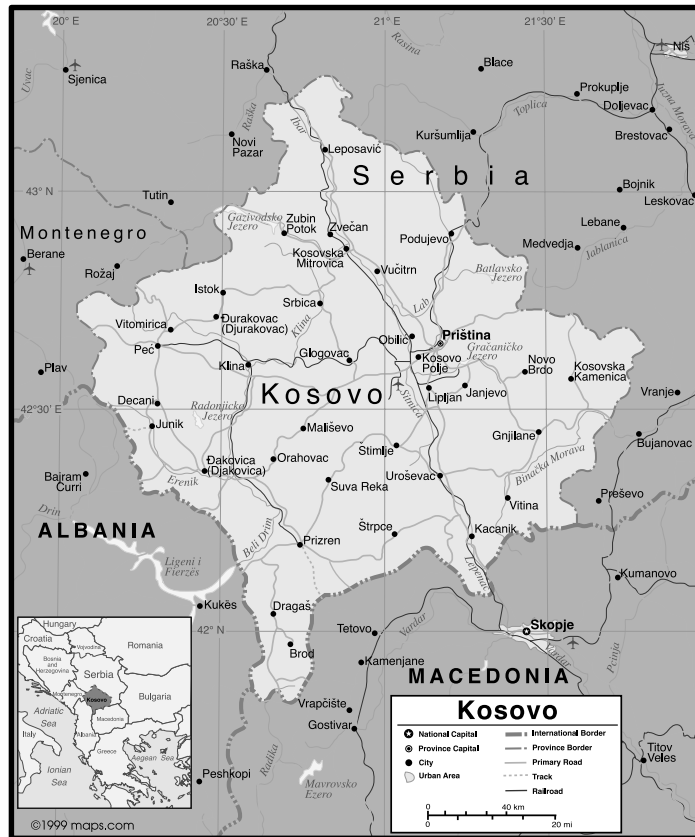 20° E
20°30'
21°0
21°30'
Uvac
Sjenica
Raška
Rasina
Blace
Niš
Prokuplje
Doljevac
Juzna Morava
Toplica
Brestovac
Kuršumlija
Raška
Ibar
Novi
Pazar
Leposavić
Serbia
43° N
Bojnik
Leskovac
Tutin
Gazivodsko
Jezero
Zubin
Potok
Zvečan
Lebane
Montenegro
Podujevo
Medvedja
Jablanica
Berane
Rožaj
Kosovska
Mitrovica
Vučitrn
Batlavsko
Jezero
Istok
Srbica
Lab
Klina
Đurakovac
(Djurakovac)
Vitomirica
Obilić
Priština
Peć
Gračaničko
Jezero
Klina
Glogovac
Kosovo
Polje
Novo
Brdo
Kosovska
Kamenica
Plav
Kosovo
Sitnica
Lipljan
Janjevo
Vranje
Decani
42°30' E
Radonjicko
Jezero
Junik
Mališevo
Gnjilane
Bujanovac
Štimlje
Đakovica
(Djakovica)
Orahovac
Binačka Morava
Bajram
Curri
Erenik
Suva Reka
Uroševac
Vitina
Preševo
Drin
ALBANIA
Beli Drim
Štrpce
Kacanik
Prizren
Lepenac
Ligeni i
Fierzës
Kumanovo
Kukës
Dragaš
42° N
Tetovo
Vardar
Skopje
Vardar
Pcinja
Brod
Kamenjane
MACEDONIA
Vrapčište
Gostivar
Radika
Titov
Veles
Peshkopi
Mavrovsko
Ezero
Hungary
Croatia
Vojvodina
Romania
Bosnia
and
Herzegovina
Serbia
Montenegro
Kosovo
Bulgaria
Adriatic
Sea
Macedonia
Italy
Albania
Greece
Aegean Sea
Ionian
Sea
©1999 maps.com
Kosovo
National Capital
Province Capital
City
Urban Area
International Border
Province Border
Primary Road
Track
Railroad
0 40 km
0 20 mi